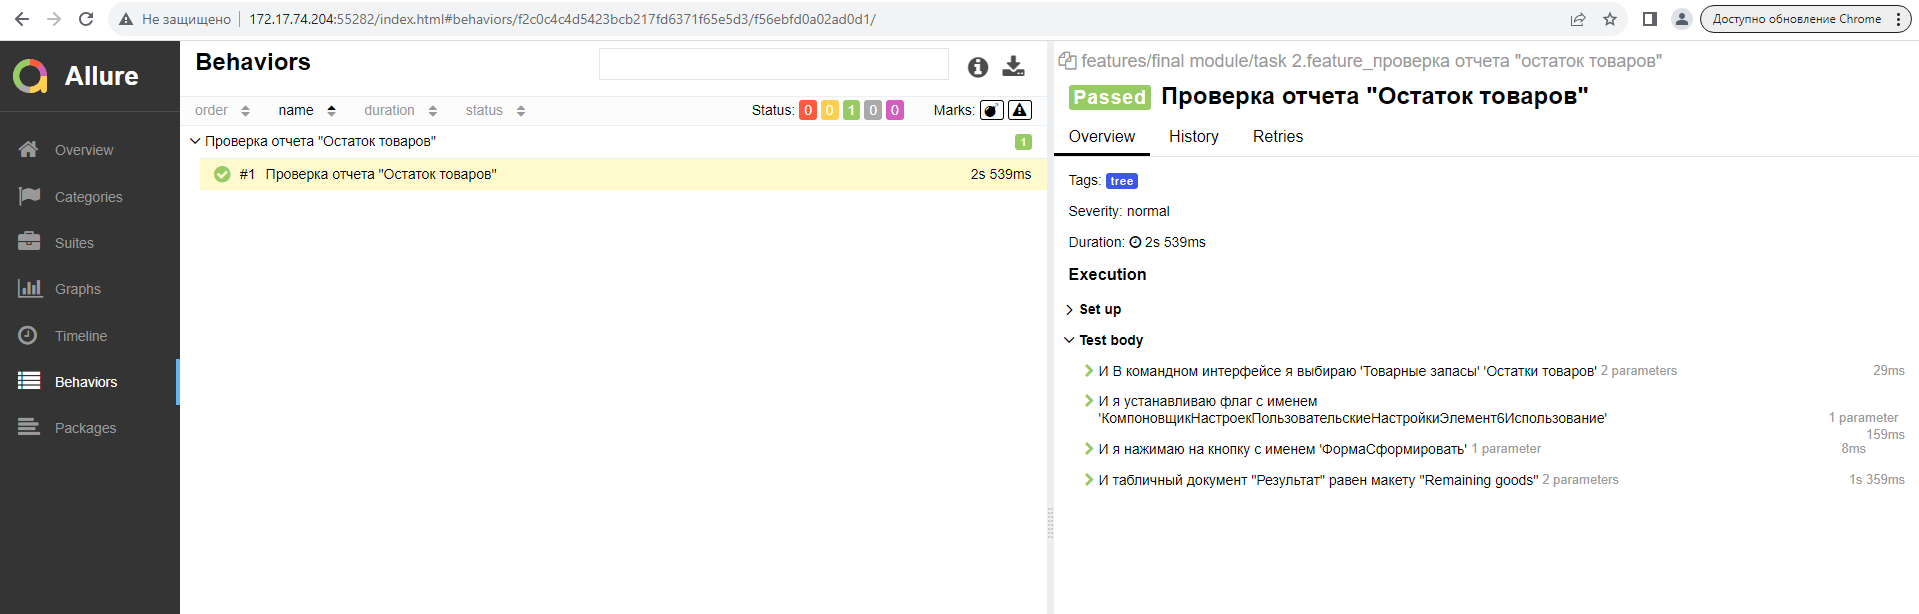 Не защищено
172.17.74.204:55282/index.html#behaviors/f2c0c4c4d5423bcb217fd6371f65e5d3/f56ebfd0a02ad0d1/
Доступно обновление Chrome
Allure
Overview
Categories
Suites
Graphs
Timeline
Behaviors
Packages
Behaviors
order name duration status Status: 0 0 1 0 0 Marks:
Проверка отчета "Остаток товаров" 1
#1 Проверка отчета "Остаток товаров" 2s 539ms
features/final module/task 2.feature_проверка отчета "остаток товаров"
Passed Проверка отчета "Остаток товаров"
Overview History Retries
Tags: tree
Severity: normal
Duration: 2s 539ms
Execution
Set up
Test body
И В командном интерфейсе я выбираю 'Товарные запасы' 'Остатки товаров' 2 parameters 29ms
И я устанавливаю флаг с именем
'КомпоновщикНастроекПользовательскиеНастройкиЭлемент6Использование' 1 parameter
159ms
И я нажимаю на кнопку с именем 'ФормаСформировать' 1 parameter 8ms
И табличный документ "Результат" равен макету "Remaining goods" 2 parameters 1s 359ms